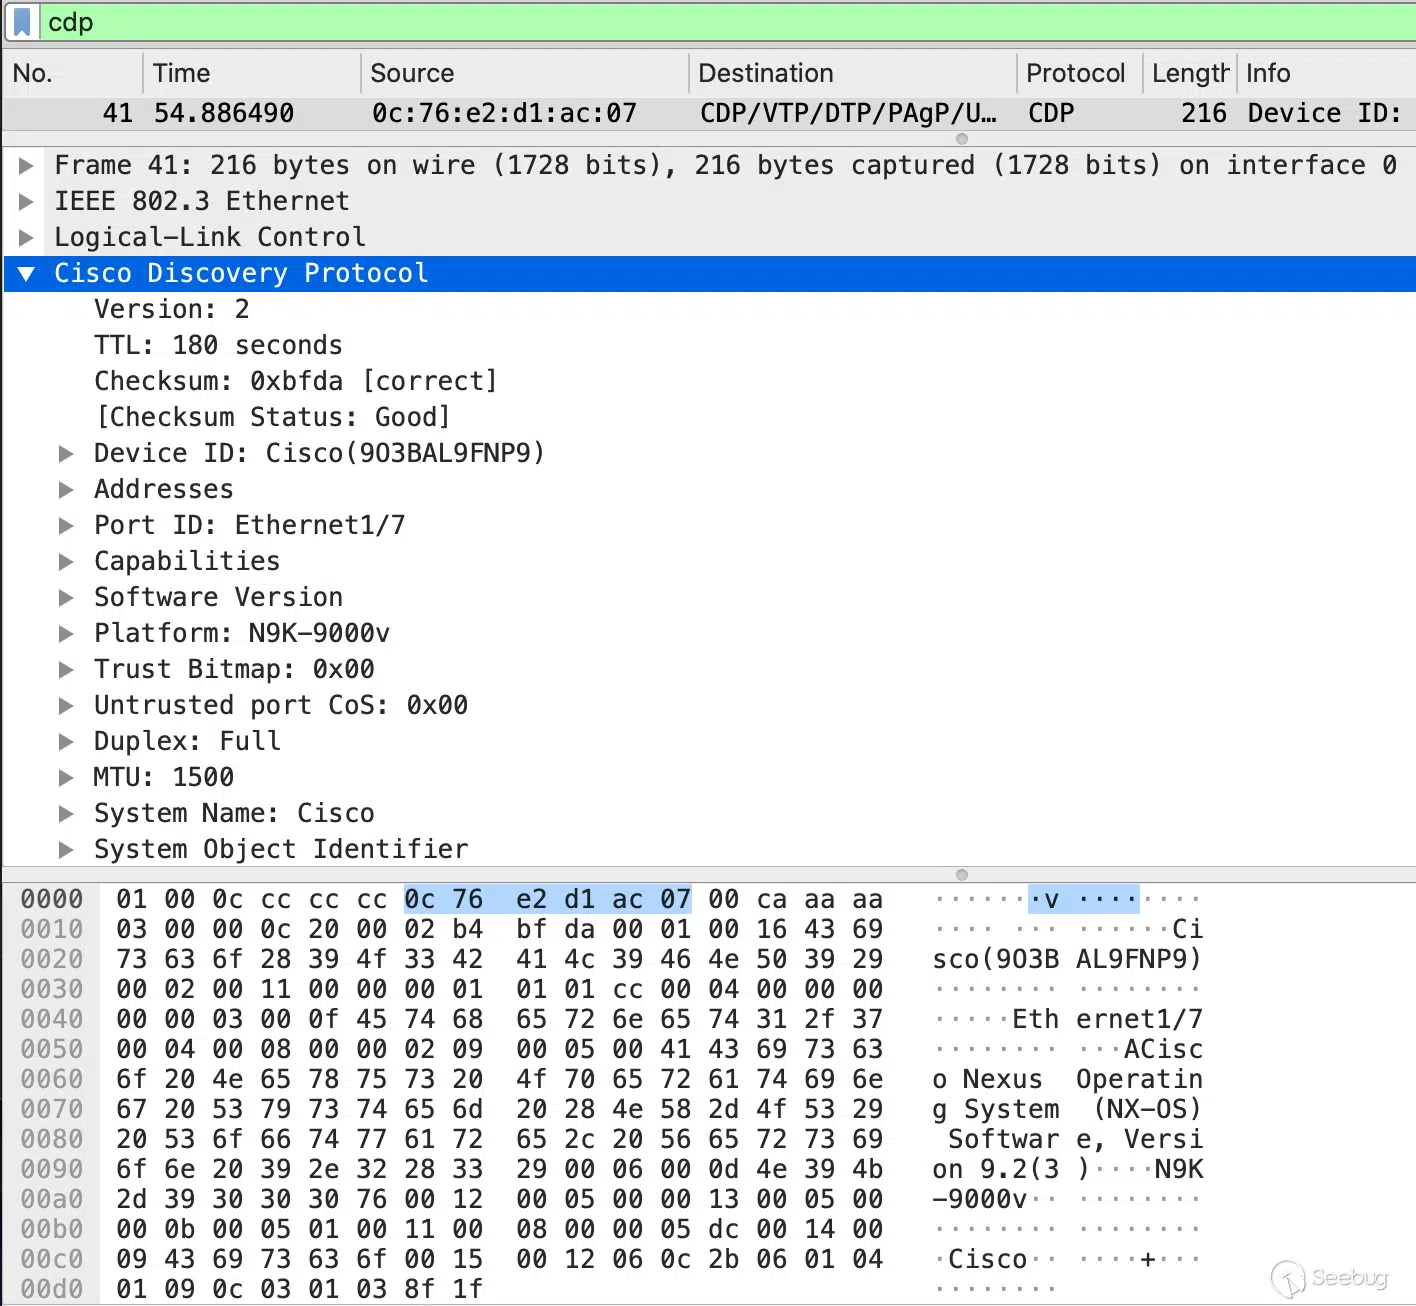 cdp
No. Time Source Destination Protocol Length Info
41 54.886490 0c:76:e2:d1:ac:07 CDP/VTP/DTP/PAgP/U… CDP 216 Device ID:
Frame 41: 216 bytes on wire (1728 bits), 216 bytes captured (1728 bits) on interface 0
IEEE 802.3 Ethernet
Logical-Link Control
Cisco Discovery Protocol
Version: 2
TTL: 180 seconds
Checksum: 0xbfda [correct]
[Checksum Status: Good]
Device ID: Cisco(9O3BAL9FNP9)
Addresses
Port ID: Ethernet1/7
Capabilities
Software Version
Platform: N9K-9000v
Trust Bitmap: 0x00
Untrusted port CoS: 0x00
Duplex: Full
MTU: 1500
System Name: Cisco
System Object Identifier
0000 01 00 0c cc cc cc cc 0c 76 e2 d1 ac 07 00 ca aa aa ·······v ········
0010 03 00 00 0c 20 00 02 b4 bf da 00 01 00 16 43 69 ···· ··· ······Ci
0020 73 63 6f 28 39 4f 33 42 41 4c 39 46 4e 50 39 29 sco(9O3B AL9FNP9)
0030 00 02 00 11 00 00 00 01 01 01 cc 00 04 00 00 00 ········ ········
0040 00 00 03 00 0f 45 74 68 65 72 6e 65 74 31 2f 37 ·····Eth ernet1/7
0050 00 04 00 08 00 00 02 09 00 05 00 41 43 69 73 63 ········ ···ACisc
0060 6f 20 4e 65 78 75 73 20 4f 70 65 72 61 74 69 6e o Nexus Operatin
0070 67 20 53 79 73 74 65 6d 20 28 4e 58 2d 4f 53 29 g System (NX-OS)
0080 20 53 6f 66 74 77 61 72 65 2c 20 56 65 72 73 69 Softwar e, Versi
0090 6f 6e 20 39 2e 32 28 33 29 00 06 00 0d 4e 39 4b on 9.2(3 )····N9K
00a0 2d 39 30 30 30 76 00 12 00 05 00 00 13 00 05 00 -9000v·· ········
00b0 00 0b 00 05 01 00 11 00 08 00 00 05 dc 00 14 00 ········ ········
00c0 09 43 69 73 63 6f 00 15 00 12 06 0c 2b 06 01 04 ·Cisco·· ····+···
00d0 01 09 0c 03 01 03 8f 1f ········
Seebug